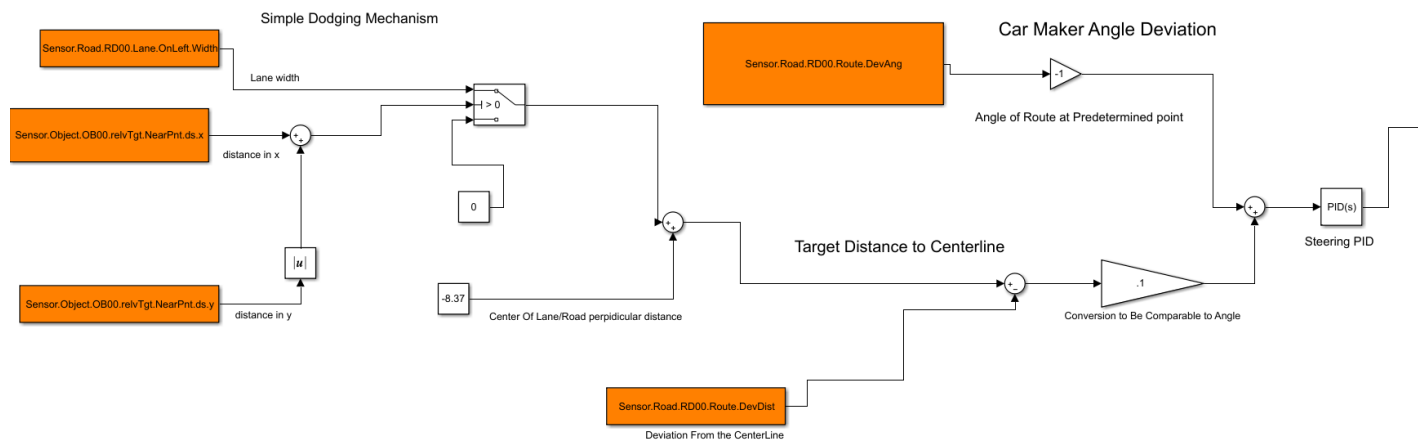 Simple Dodging Mechanism
Car Maker Angle Deviation
Sensor.Road.RD00.Lane.OnLeft.Width
Sensor.Road.RD00.Route.DevAng
-1
Lane width
> 0
Angle of Route at Predetermined point
Sensor.Object.OB00.relvTgt.NearPnt.ds.x
+
+
distance in x
0
+
+
PID(s)
+
+
Steering PID
Target Distance to Centerline
|u|
+
-
.1
Sensor.Object.OB00.relvTgt.NearPnt.ds.y
-8.37
distance in y
Center Of Lane/Road perpidicular distance
Conversion to Be Comparable to Angle
Sensor.Road.RD00.Route.DevDist
Deviation From the CenterLine